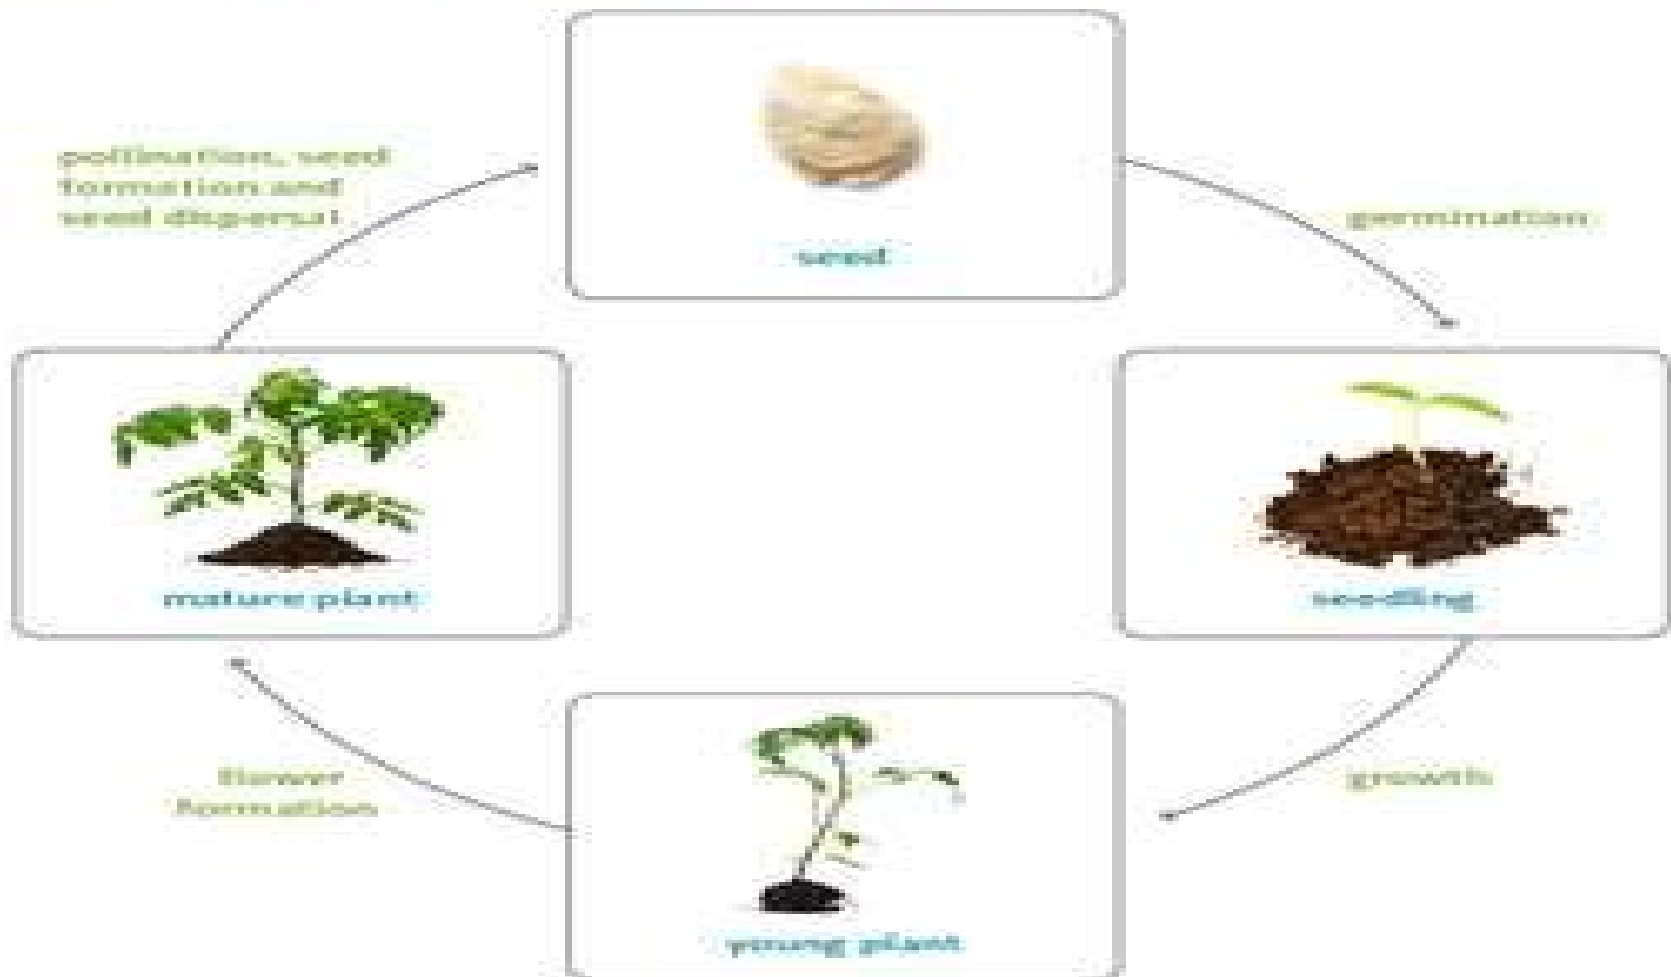 seed
pollination, seed
formation and
seed dispersal
germination
mature plant
seedling
flower
formation
growth
young plant